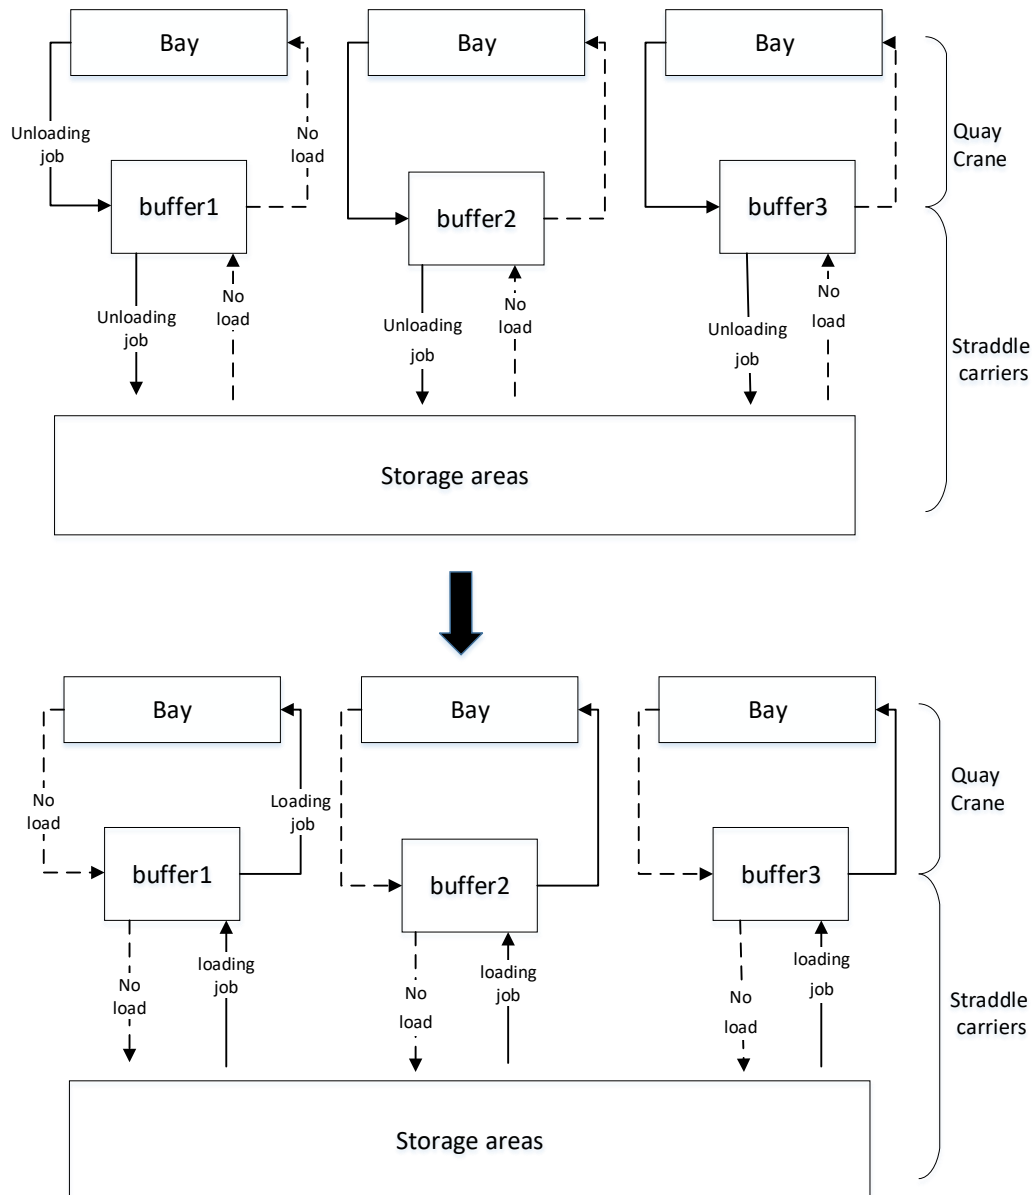 Bay
Bay
Bay
Unloading
job
No
load
Quay
Crane
buffer1
buffer2
buffer3
Unloading
job
No
load
Unloading
job
No
load
Unloading
job
No
load
Straddle
carriers
Storage areas
Bay
Bay
Bay
No
load
Loading
job
Quay
Crane
buffer1
buffer2
buffer3
No
load
loading
job
No
load
loading
job
No
load
loading
job
Straddle
carriers
Storage areas